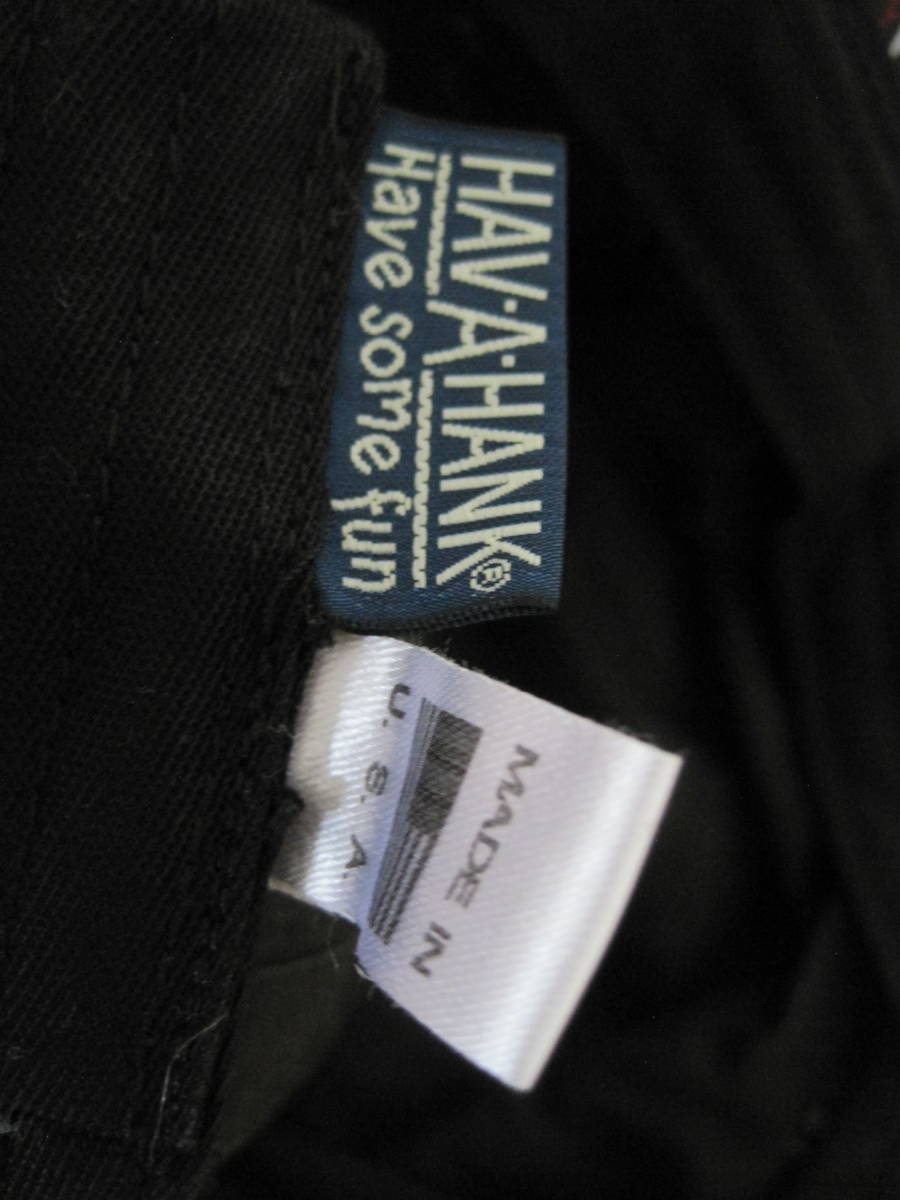 HAV·A·HANK®
Have some fun
MADE IN
U. S. A.